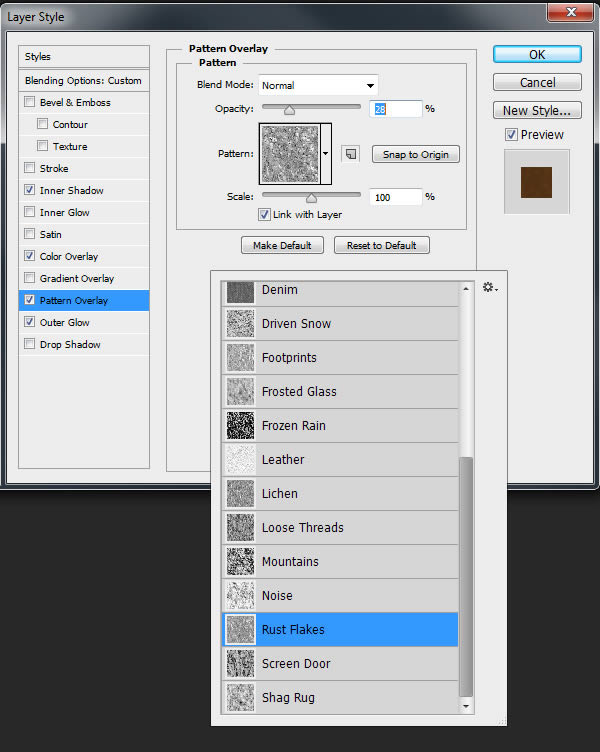 Layer Style
Styles
Blending Options: Custom
Bevel & Emboss
Contour
Texture
Stroke
Inner Shadow
Inner Glow
Satin
Color Overlay
Gradient Overlay
Pattern Overlay
Outer Glow
Drop Shadow
Pattern Overlay
Pattern
Blend Mode: Normal
Opacity: 28 %
Pattern: Snap to Origin
Scale: 100 %
Link with Layer
Make Default Reset to Default
OK
Cancel
New Style...
Preview
Denim
Driven Snow
Footprints
Frosted Glass
Frozen Rain
Leather
Lichen
Loose Threads
Mountains
Noise
Rust Flakes
Screen Door
Shag Rug